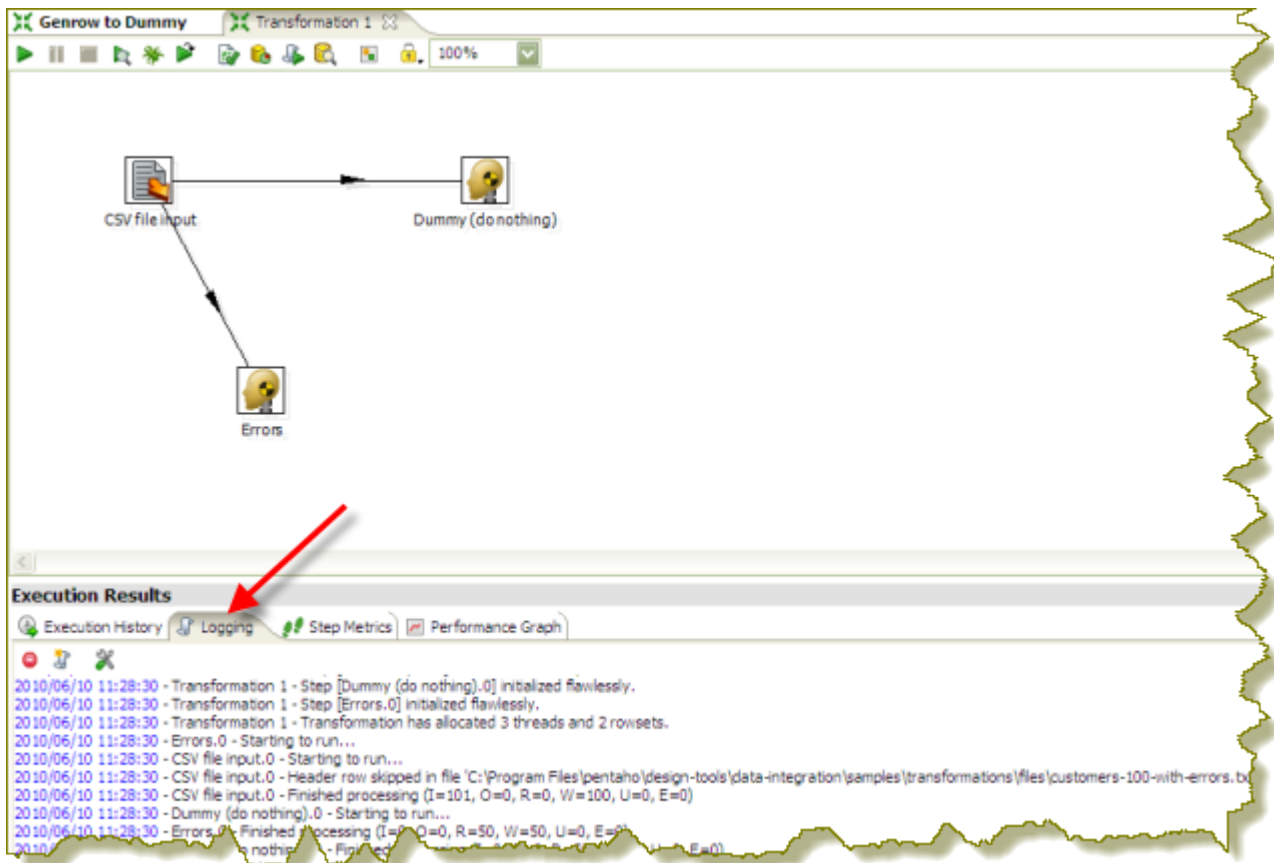 Genrow to Dummy
Transformation 1
100%
CSV file input
Dummy (do nothing)
Errors
Execution Results
Execution History
Logging
Step Metrics
Performance Graph
2010/06/10 11:28:30 - Transformation 1 - Step [Dummy (do nothing).0] initialized flawlessly.
2010/06/10 11:28:30 - Transformation 1 - Step [Errors.0] initialized flawlessly.
2010/06/10 11:28:30 - Transformation 1 - Transformation has allocated 3 threads and 2 rowsets.
2010/06/10 11:28:30 - Errors.0 - Starting to run...
2010/06/10 11:28:30 - CSV file input.0 - Starting to run...
2010/06/10 11:28:30 - CSV file input.0 - Header row skipped in file 'C:\Program Files\pentaho\design-tools\data-integration\samples\transformations\files\customers-100-with-errors.tx
2010/06/10 11:28:30 - CSV file input.0 - Finished processing (I=101, O=0, R=0, W=100, U=0, E=0)
2010/06/10 11:28:30 - Dummy (do nothing).0 - Starting to run...
2010/06/10 11:28:30 - Errors.0 - Finished processing (I=0, O=0, R=50, W=50, U=0, E=0)